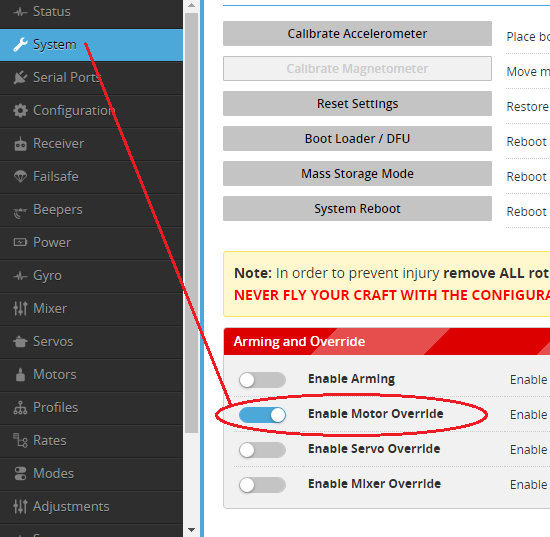 Status
System
Serial Ports
Configuration
Receiver
Failsafe
Beepers
Power
Gyro
Mixer
Servos
Motors
Profiles
Rates
Modes
Adjustments
Calibrate Accelerometer
Place bo
Calibrate Magnetometer
Move m
Reset Settings
Restore
Boot Loader / DFU
Reboot
Mass Storage Mode
Reboot
System Reboot
Reboot
Note: In order to prevent injury remove ALL rot
NEVER FLY YOUR CRAFT WITH THE CONFIGURA
Arming and Override
Enable Arming
Enable
Enable Motor Override
Enable
Enable Servo Override
Enable
Enable Mixer Override
Enable